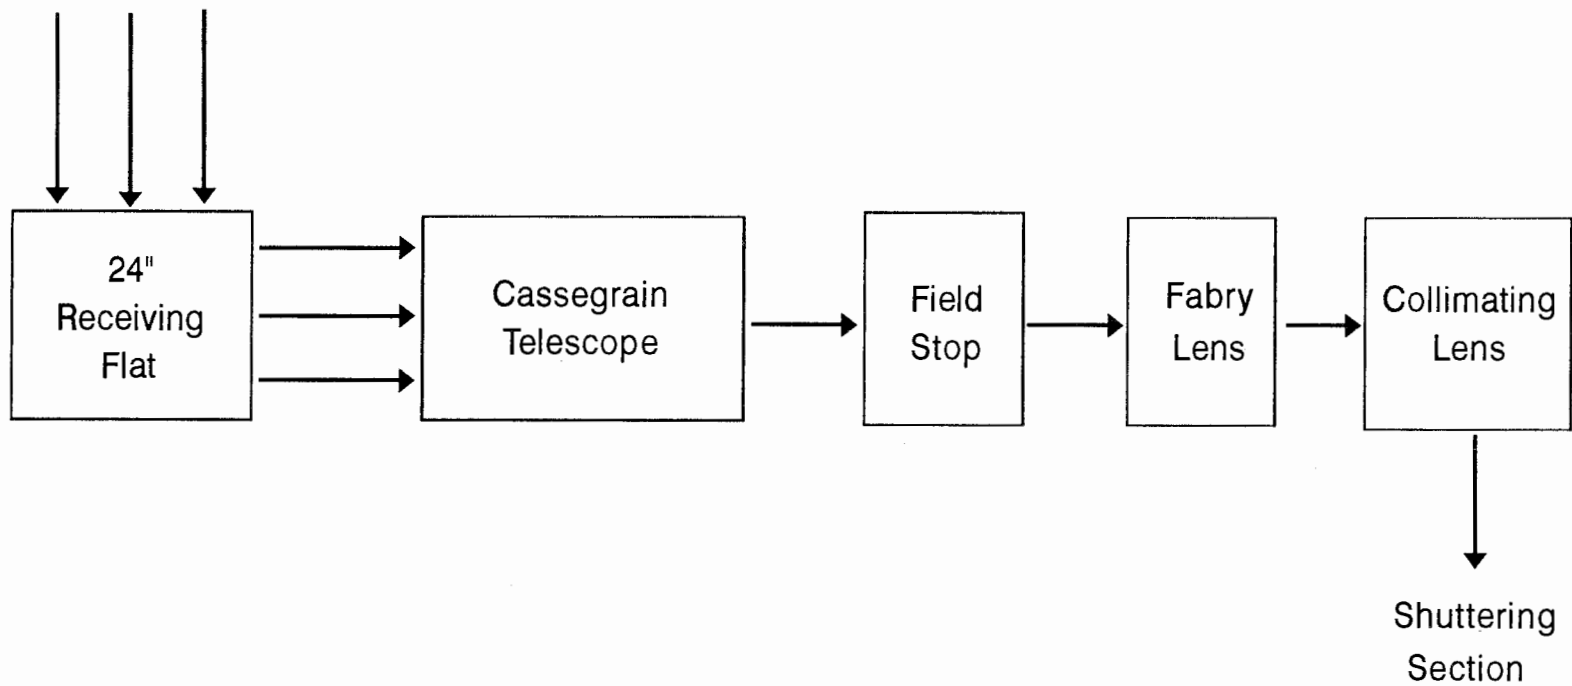 24"
Receiving
Flat
Cassegrain
Telescope
Field
Stop
Fabry
Lens
Collimating
Lens
Shuttering
Section